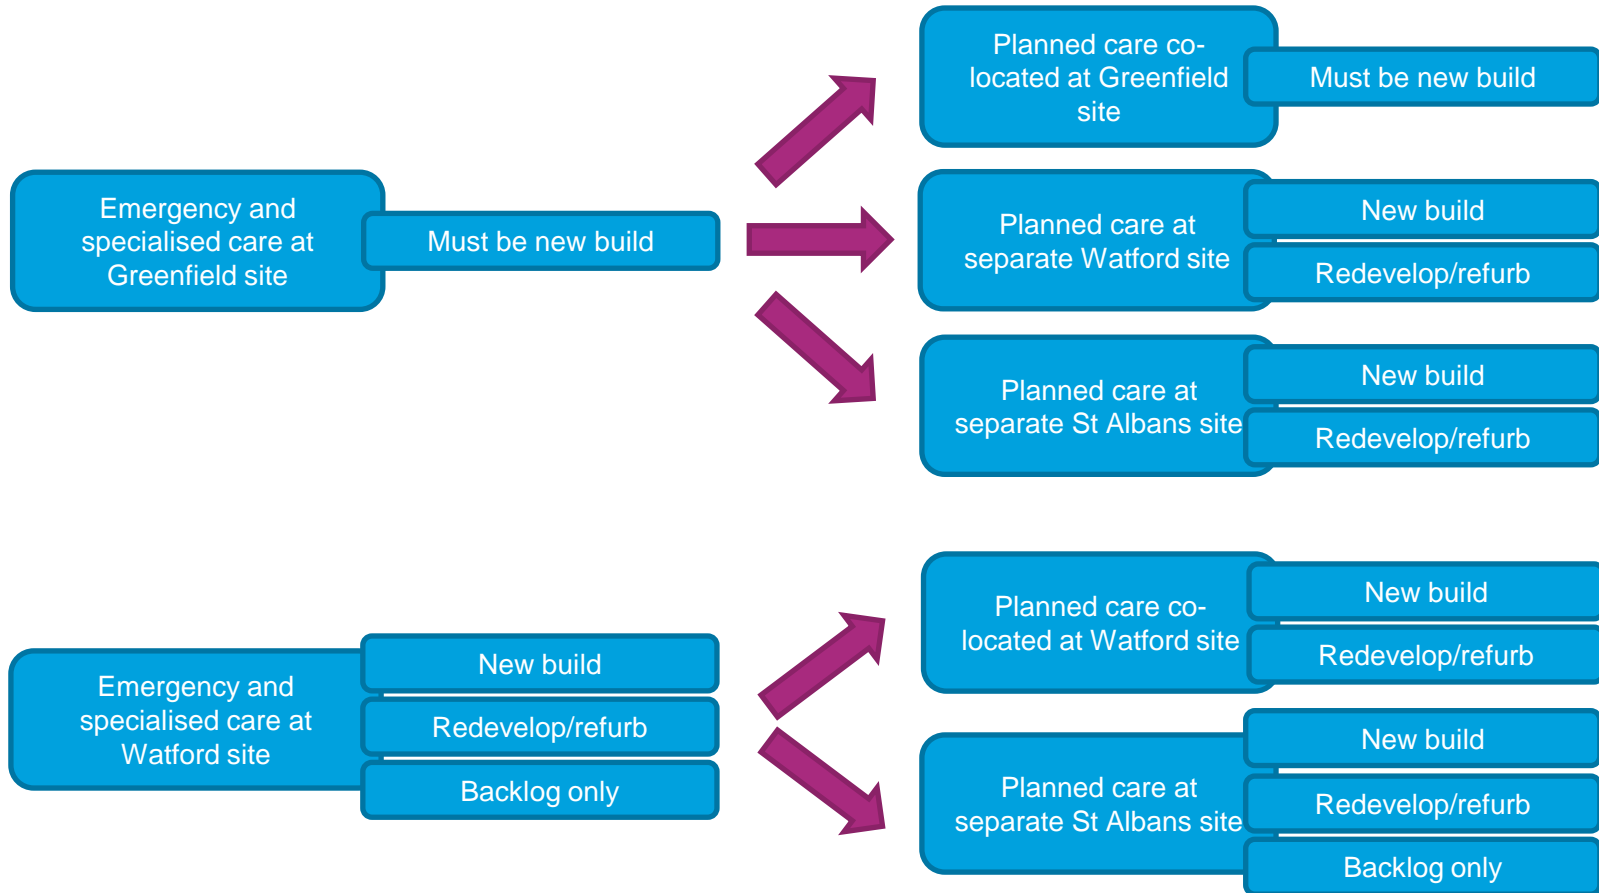 Emergency and
specialised care at
Greenfield site
Must be new build
Planned care co-
located at Greenfield
site
Must be new build
Planned care at
separate Watford site
New build
Redevelop/refurb
Planned care at
separate St Albans site
New build
Redevelop/refurb
Emergency and
specialised care at
Watford site
New build
Redevelop/refurb
Backlog only
Planned care co-
located at Watford site
New build
Redevelop/refurb
Planned care at
separate St Albans site
New build
Redevelop/refurb
Backlog only